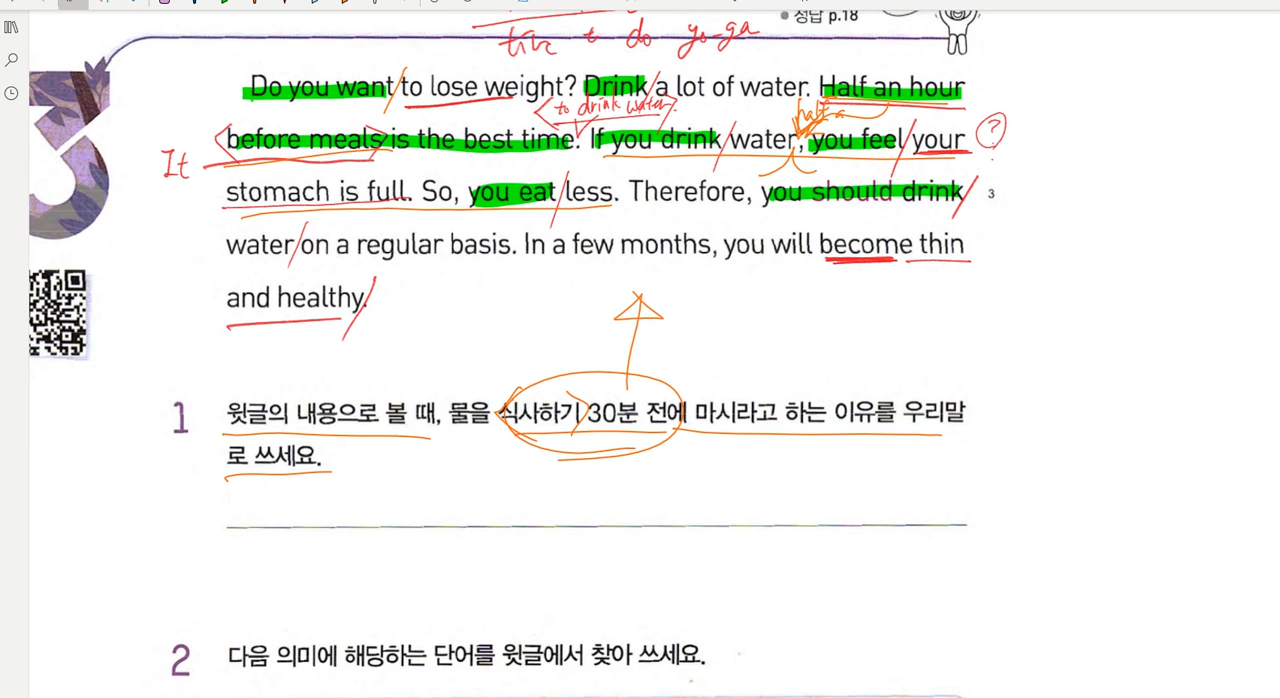 정답 p.18
like to do yo-ga
3
Do you want to lose weight? Drink a lot of water. Half an hour
to drink water
half a
before meals is the best time. If you drink water, you feel your
?
It
stomach is full. So, you eat less. Therefore, you should drink
3
water on a regular basis. In a few months, you will become thin
and healthy.
1
윗글의 내용으로 볼 때, 물을 식사하기 30분 전에 마시라고 하는 이유를 우리말
로 쓰세요.
2
다음 의미에 해당하는 단어를 윗글에서 찾아 쓰세요.